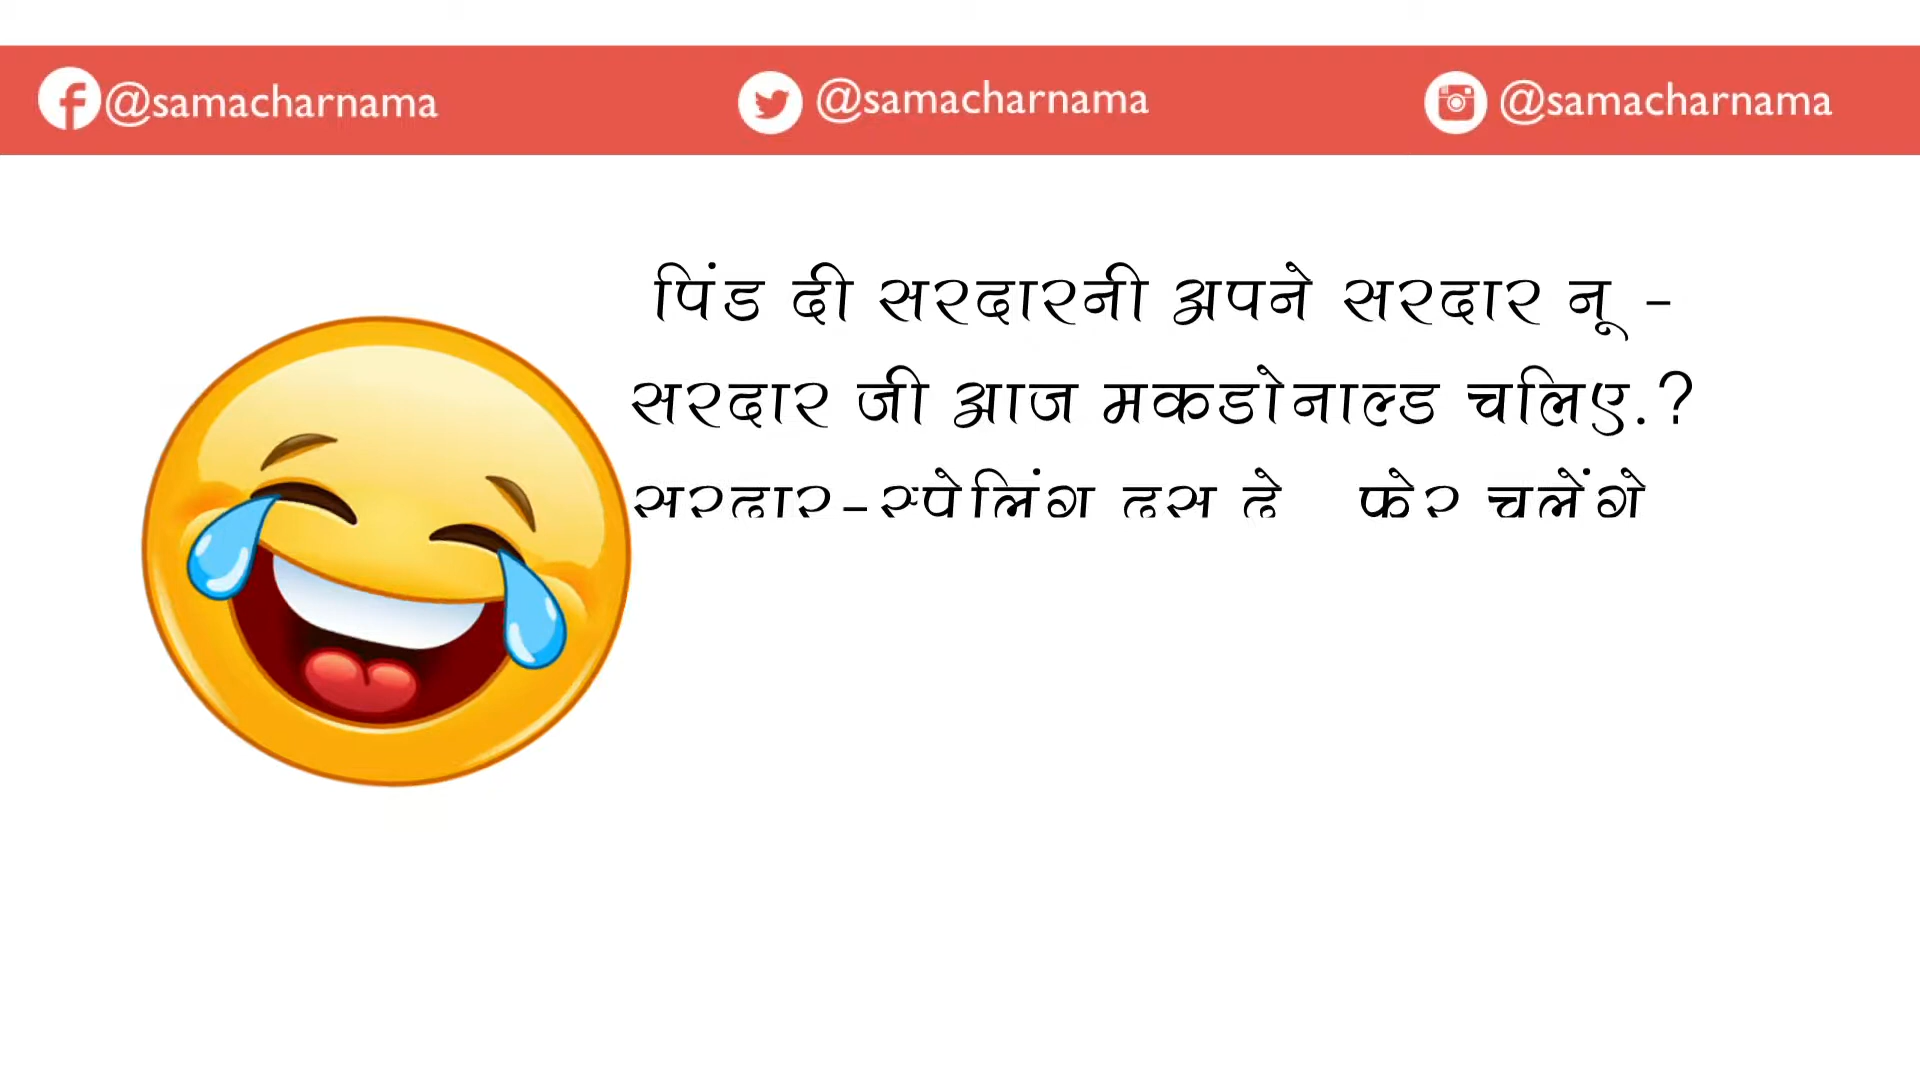 @samacharnama @samacharnama @samacharnama
पिंड दी सरदारनी अपने सरदार नू -
सरदार जी आज मकडोनाल्ड चलिए.?
सरदार-स्पेलिंग दस दे फेर चलेंगे